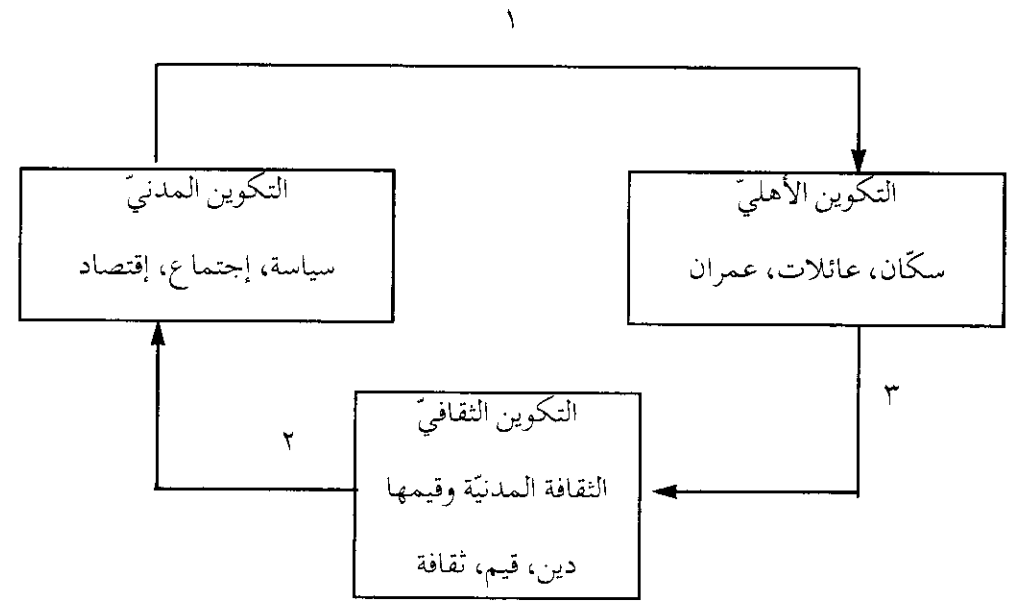 ١
التكوين الأهليّ
سكّان، عائلات، عمران
التكوين المدنيّ
سياسة، إجتماع، إقتصاد
٣
٢
التكوين الثقافيّ
الثقافة المدنيّة وقيمها
دين، قيم، ثقافة